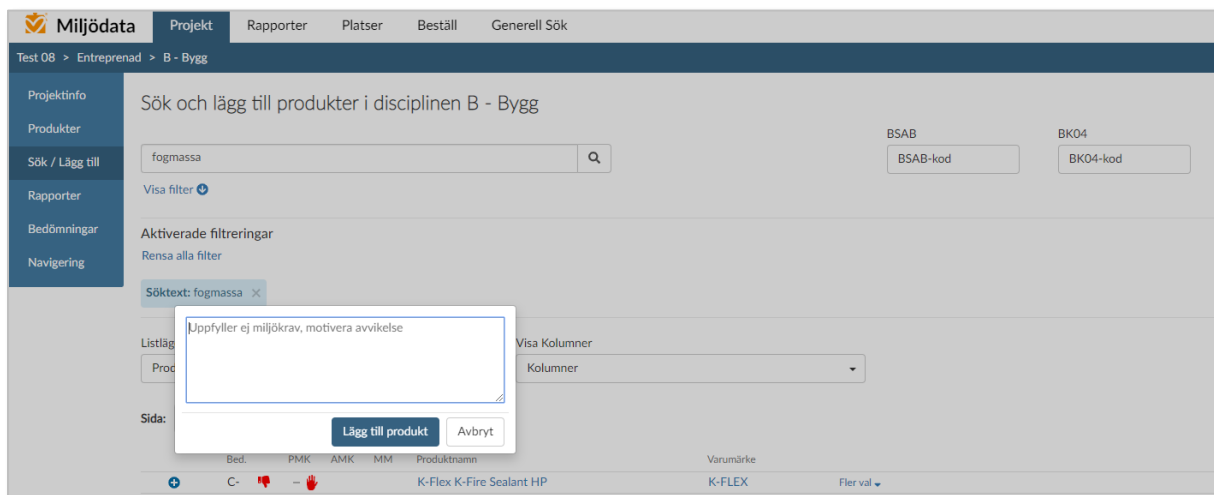 Miljödata Projekt Rapporter Platser Beställ Generell Sök
Test 08 > Entreprenad > B - Bygg
Projektinfo
Produkter
Sök / Lägg till
Rapporter
Bedömningar
Navigering
Sök och lägg till produkter i disciplinen B - Bygg
BSAB BK04
fogmassa BSAB-kod BK04-kod
Visa filter
Aktiverade filtreringar
Rensa alla filter
Söktext: fogmassa ×
Uppfyller ej miljökrav, motivera avvikelse
Listläg Visa Kolumner
Prod Kolumner
Sida:
Lägg till produkt Avbryt
Bed. PMK AMK MM Produktnamn Varumärke
C- – K-Flex K-Fire Sealant HP K-FLEX Fler val